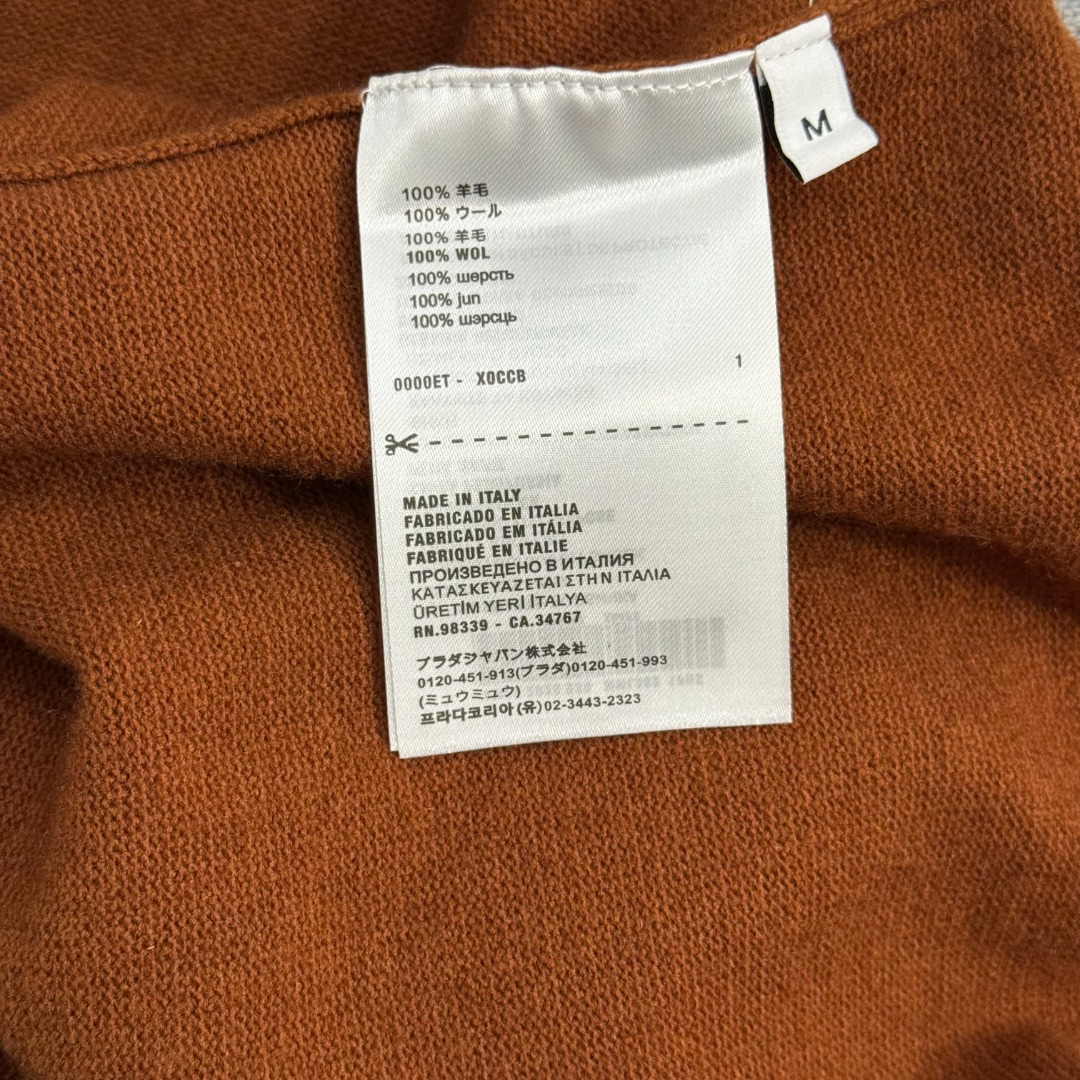 M
100% 羊毛
100% ウール
100% 羊毛
100% WOL
100% шерсть
100% jun
100% шэрсць
0000ET - X0CCB 1
MADE IN ITALY
FABRICADO EN ITALIA
FABRICADO EM ITÁLIA
FABRIQUÉ EN ITALIE
ПРОИЗВЕДЕНО В ИТАЛИЯ
ΚΑΤΑΣΚΕΥΑΖΕΤΑΙ ΣΤΗΝ ΙΤΑΛΙΑ
ÜRETİM YERİ İTALYA
RN.98339 - CA.34767
プラダジャパン株式会社
0120-451-913(プラダ)0120-451-993
(ミュウミュウ)
프라다코리아(유)02-3443-2323